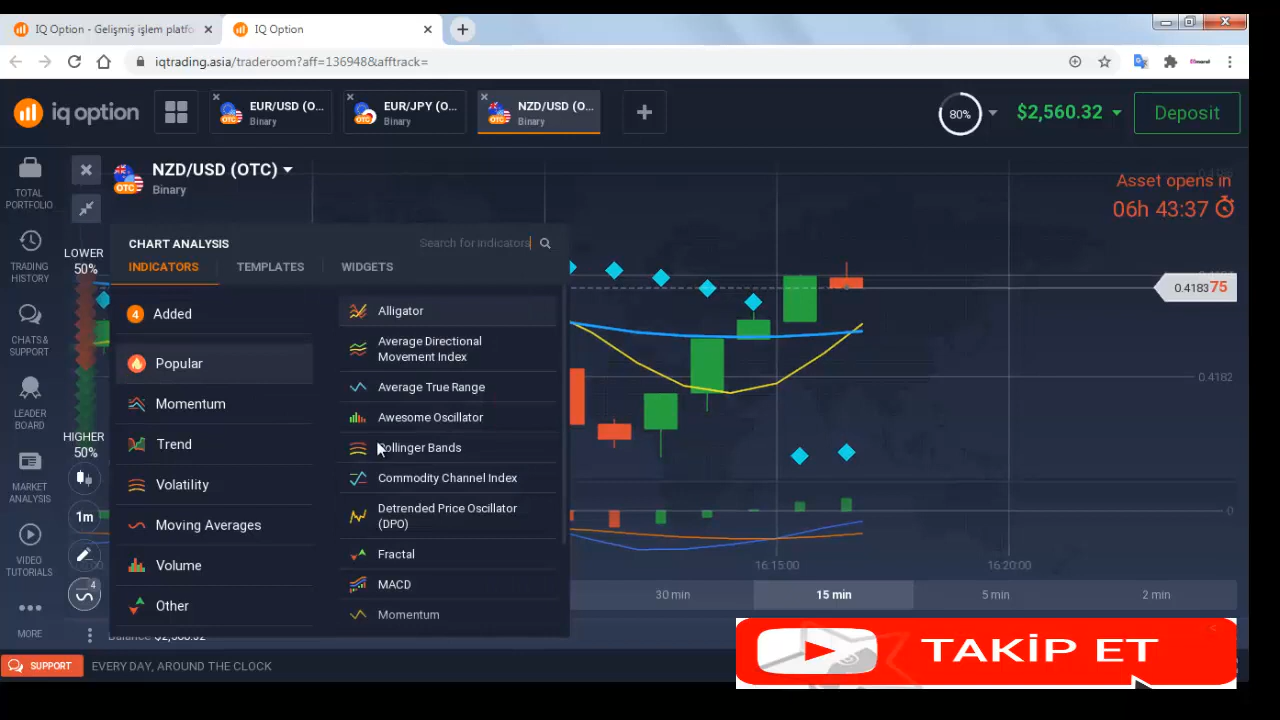 IQ Option - Gelişmiş işlem platfo
IQ Option
iqtrading.asia/traderoom?aff=136948&afftrack=
iq option
EUR/USD (O...
Binary
EUR/JPY (O...
Binary
NZD/USD (O...
Binary
80%
$2,560.32
Deposit
TOTAL
PORTFOLIO
TRADING
HISTORY
CHATS &
SUPPORT
LEADER
BOARD
MARKET
ANALYSIS
VIDEO
TUTORIALS
MORE
NZD/USD (OTC)
Binary
OTC
Asset opens in
06h 43:37
LOWER
50%
HIGHER
50%
1m
4
CHART ANALYSIS
Search for indicators
INDICATORS
TEMPLATES
WIDGETS
4
Added
Popular
Momentum
Trend
Volatility
Moving Averages
Volume
Other
Alligator
Average Directional
Movement Index
Average True Range
Awesome Oscillator
Bollinger Bands
Commodity Channel Index
Detrended Price Oscillator
(DPO)
Fractal
MACD
Momentum
0.418375
0.4182
0
16:15:00
16:20:00
30 min
15 min
5 min
2 min
Balance $2,560.32
SUPPORT
EVERY DAY, AROUND THE CLOCK
TAKİP ET